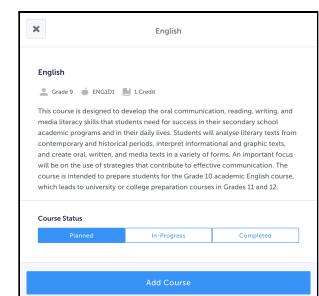 English
English
Grade 9 ENG1D1 1 Credit
This course is designed to develop the oral communication, reading, writing, and
media literacy skills that students need for success in their secondary school
academic programs and in their daily lives. Students will analyse literary texts from
contemporary and historical periods, interpret informational and graphic texts,
and create oral, written, and media texts in a variety of forms. An important focus
will be on the use of strategies that contribute to effective communication. The
course is intended to prepare students for the Grade 10 academic English course,
which leads to university or college preparation courses in Grades 11 and 12.
Course Status
Planned In-Progress Completed
Add Course